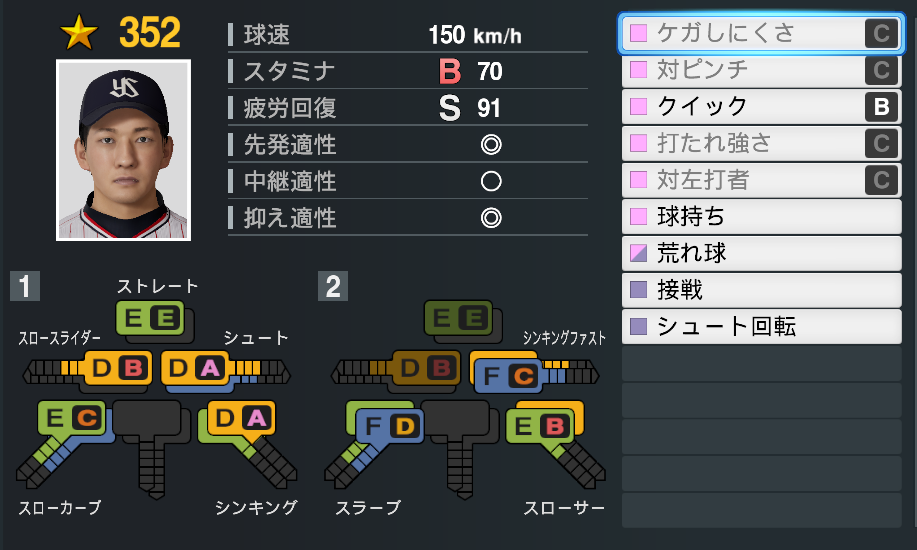 352
YS
球速 150 km/h
スタミナ B 70
疲労回復 S 91
先発適性 ◎
中継適性 ○
抑え適性 ◎
ケガしにくさ C
対ピンチ C
クイック B
打たれ強さ C
対左打者 C
球持ち
荒れ球
接戦
シュート回転
1
ストレート
E E
スロースライダー
D B
シュート
D A
E C
スローカーブ
D A
シンキング
2
E E
D B
シンキングファスト
F C
F D
スラーブ
E B
スローサー